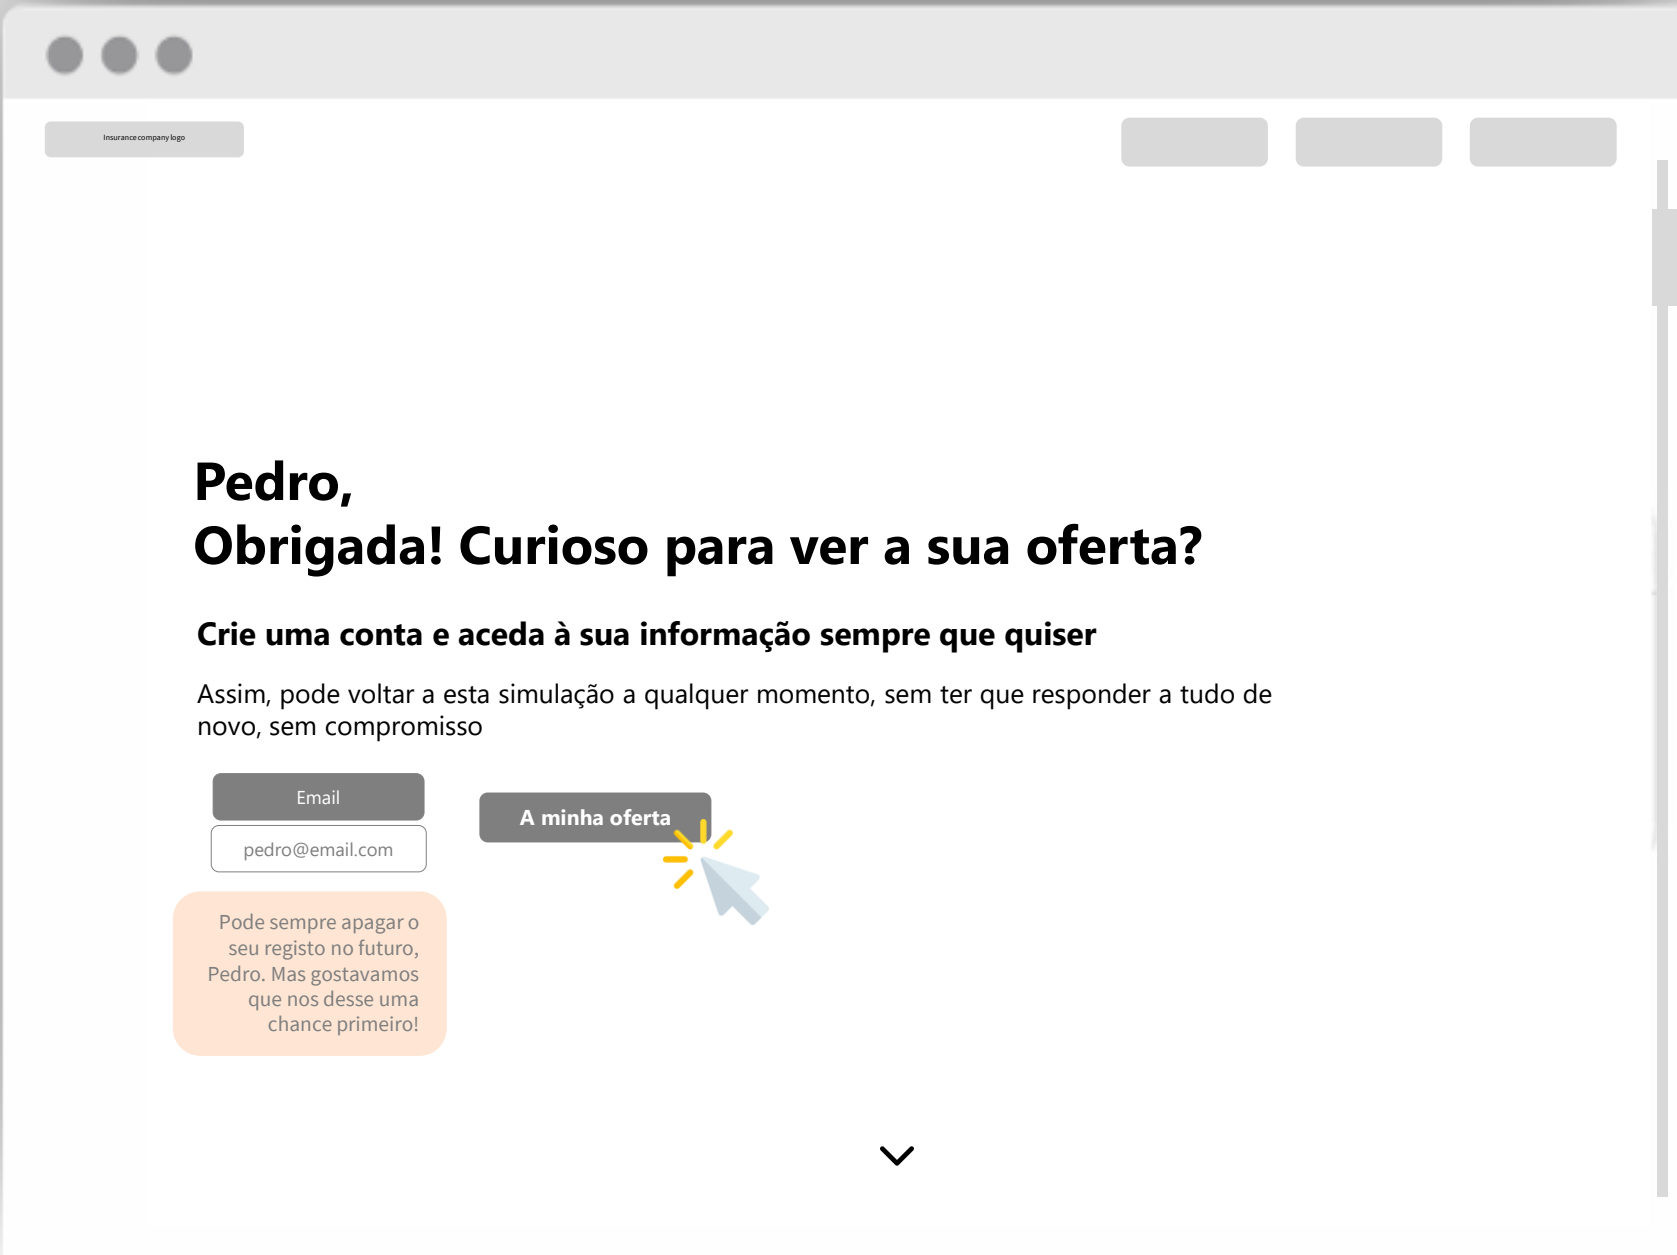 Insurance company logo
Pedro,
Obrigada! Curioso para ver a sua oferta?
Crie uma conta e aceda à sua informação sempre que quiser
Assim, pode voltar a esta simulação a qualquer momento, sem ter que responder a tudo de
novo, sem compromisso
Email
pedro@email.com
A minha oferta
Pode sempre apagar o
seu registo no futuro,
Pedro. Mas gostavamos
que nos desse uma
chance primeiro!